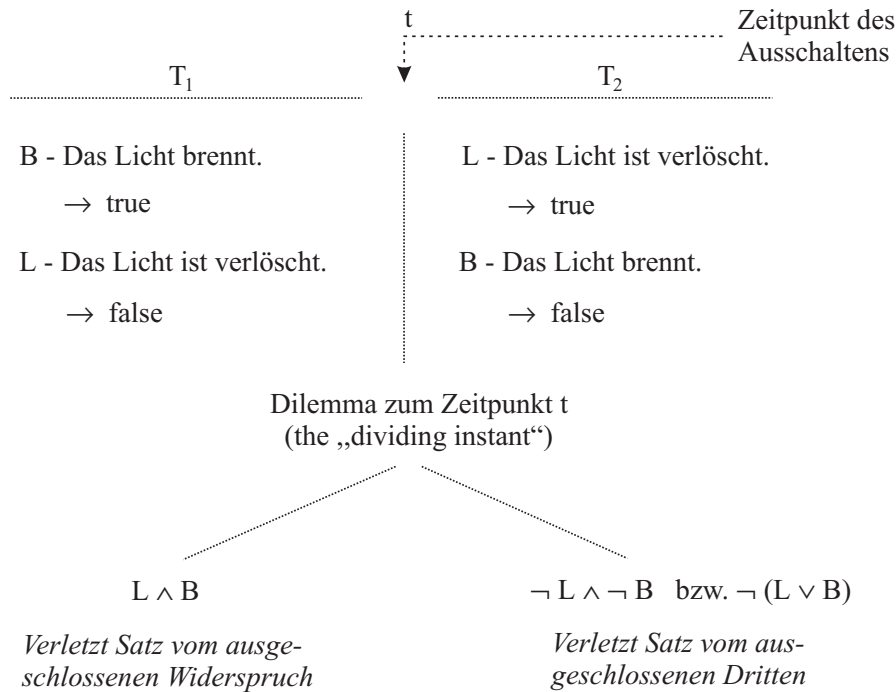 t
Zeitpunkt des
Ausschaltens
T₁
T₂
B - Das Licht brennt.
→ true
L - Das Licht ist verlöscht.
→ false
L - Das Licht ist verlöscht.
→ true
B - Das Licht brennt.
→ false
Dilemma zum Zeitpunkt t
(the „dividing instant“)
L ∧ B
Verletzt Satz vom ausge-
schlossenen Widerspruch
¬ L ∧ ¬ B bzw. ¬ (L ∨ B)
Verletzt Satz vom aus-
geschlossenen Dritten